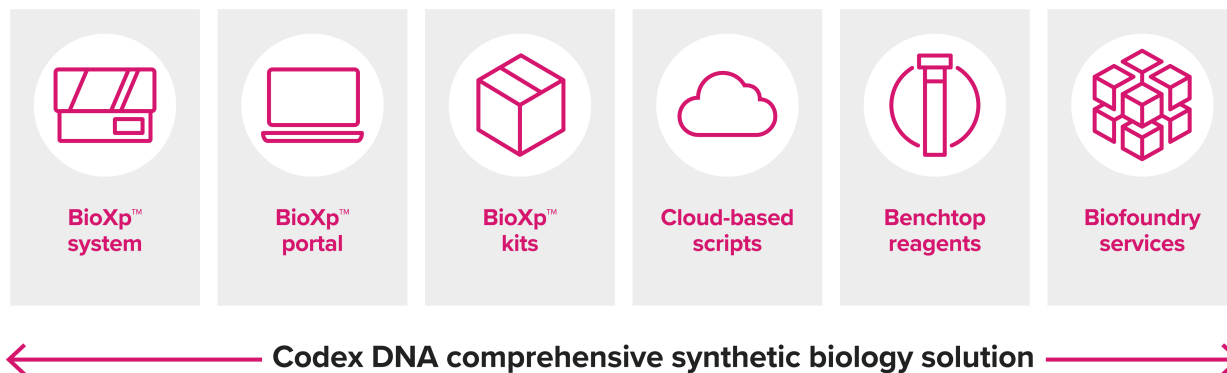 BioXp™
system
BioXp™
portal
BioXp™
kits
Cloud-based
scripts
Benchtop
reagents
Biofoundry
services
Codex DNA comprehensive synthetic biology solution